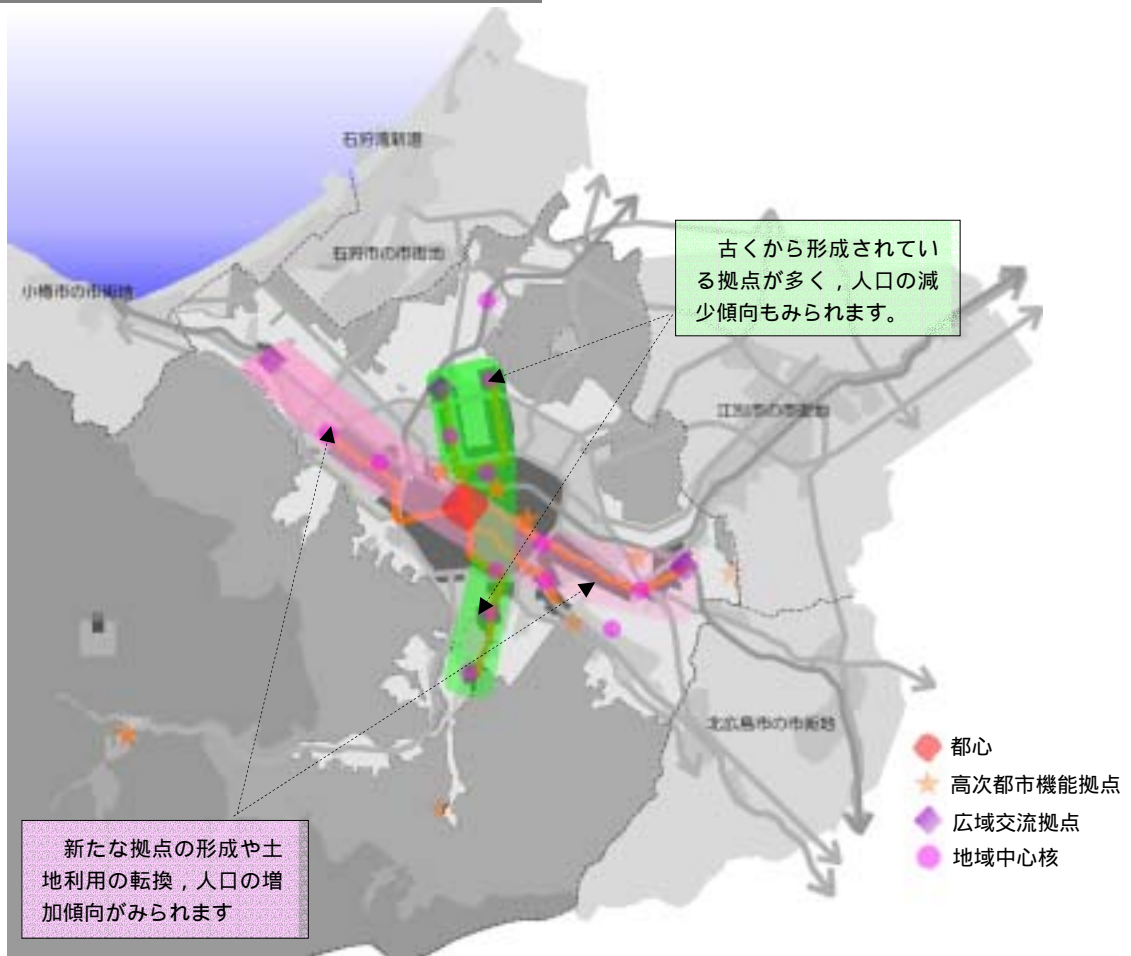 石狩湾新港
石狩市の市街地
小樽市の市街地
古くから形成されてい
る拠点が多く，人口の減
少傾向もみられます。
江別市の市街地
北広島市の市街地
都心
高次都市機能拠点
広域交流拠点
地域中心核
新たな拠点の形成や土
地利用の転換，人口の増
加傾向がみられます